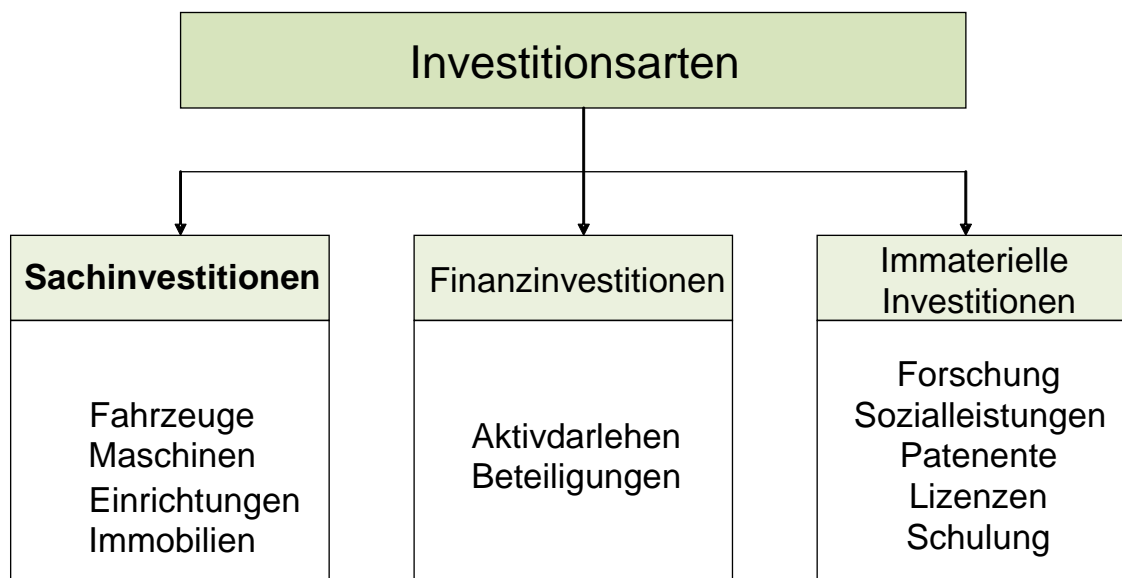 Investitionsarten
Sachinvestitionen
Fahrzeuge
Maschinen
Einrichtungen
Immobilien
Finanzinvestitionen
Aktivdarlehen
Beteiligungen
Immaterielle
Investitionen
Forschung
Sozialleistungen
Patenente
Lizenzen
Schulung